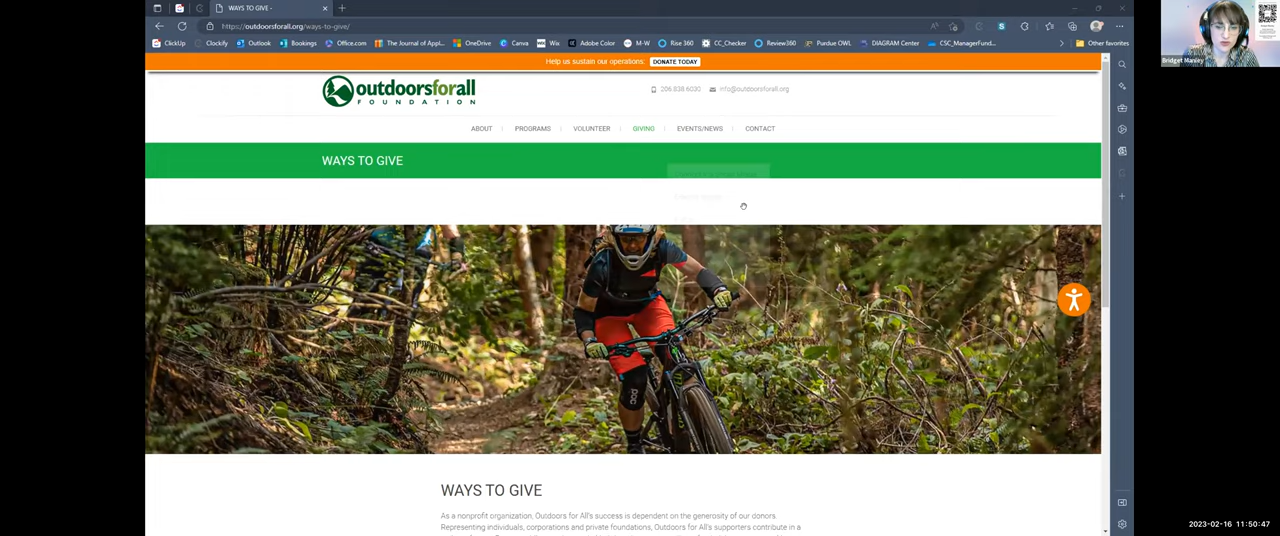 WAYS TO GIVE -
https://outdoorsforall.org/ways-to-give/
ClickUp
Clockify
Outlook
Bookings
Office.com
The Journal of Appl...
OneDrive
Canva
Wix
Adobe Color
M-W
Rise 360
CC_Checker
Review360
Purdue OWL
DIAGRAM Center
CSC_ManagerFund...
Other favorites
Bridget Manley
Help us sustain our operations: DONATE TODAY
outdoorsforall
FOUNDATION
206.838.6030
info@outdoorsforall.org
ABOUT
PROGRAMS
VOLUNTEER
GIVING
EVENTS/NEWS
CONTACT
WAYS TO GIVE
WAYS TO GIVE
As a nonprofit organization, Outdoors for All's success is dependent on the generosity of our donors.
Representing individuals, corporations and private foundations, Outdoors for All's supporters contribute in a
2023-02-16 11:50:47